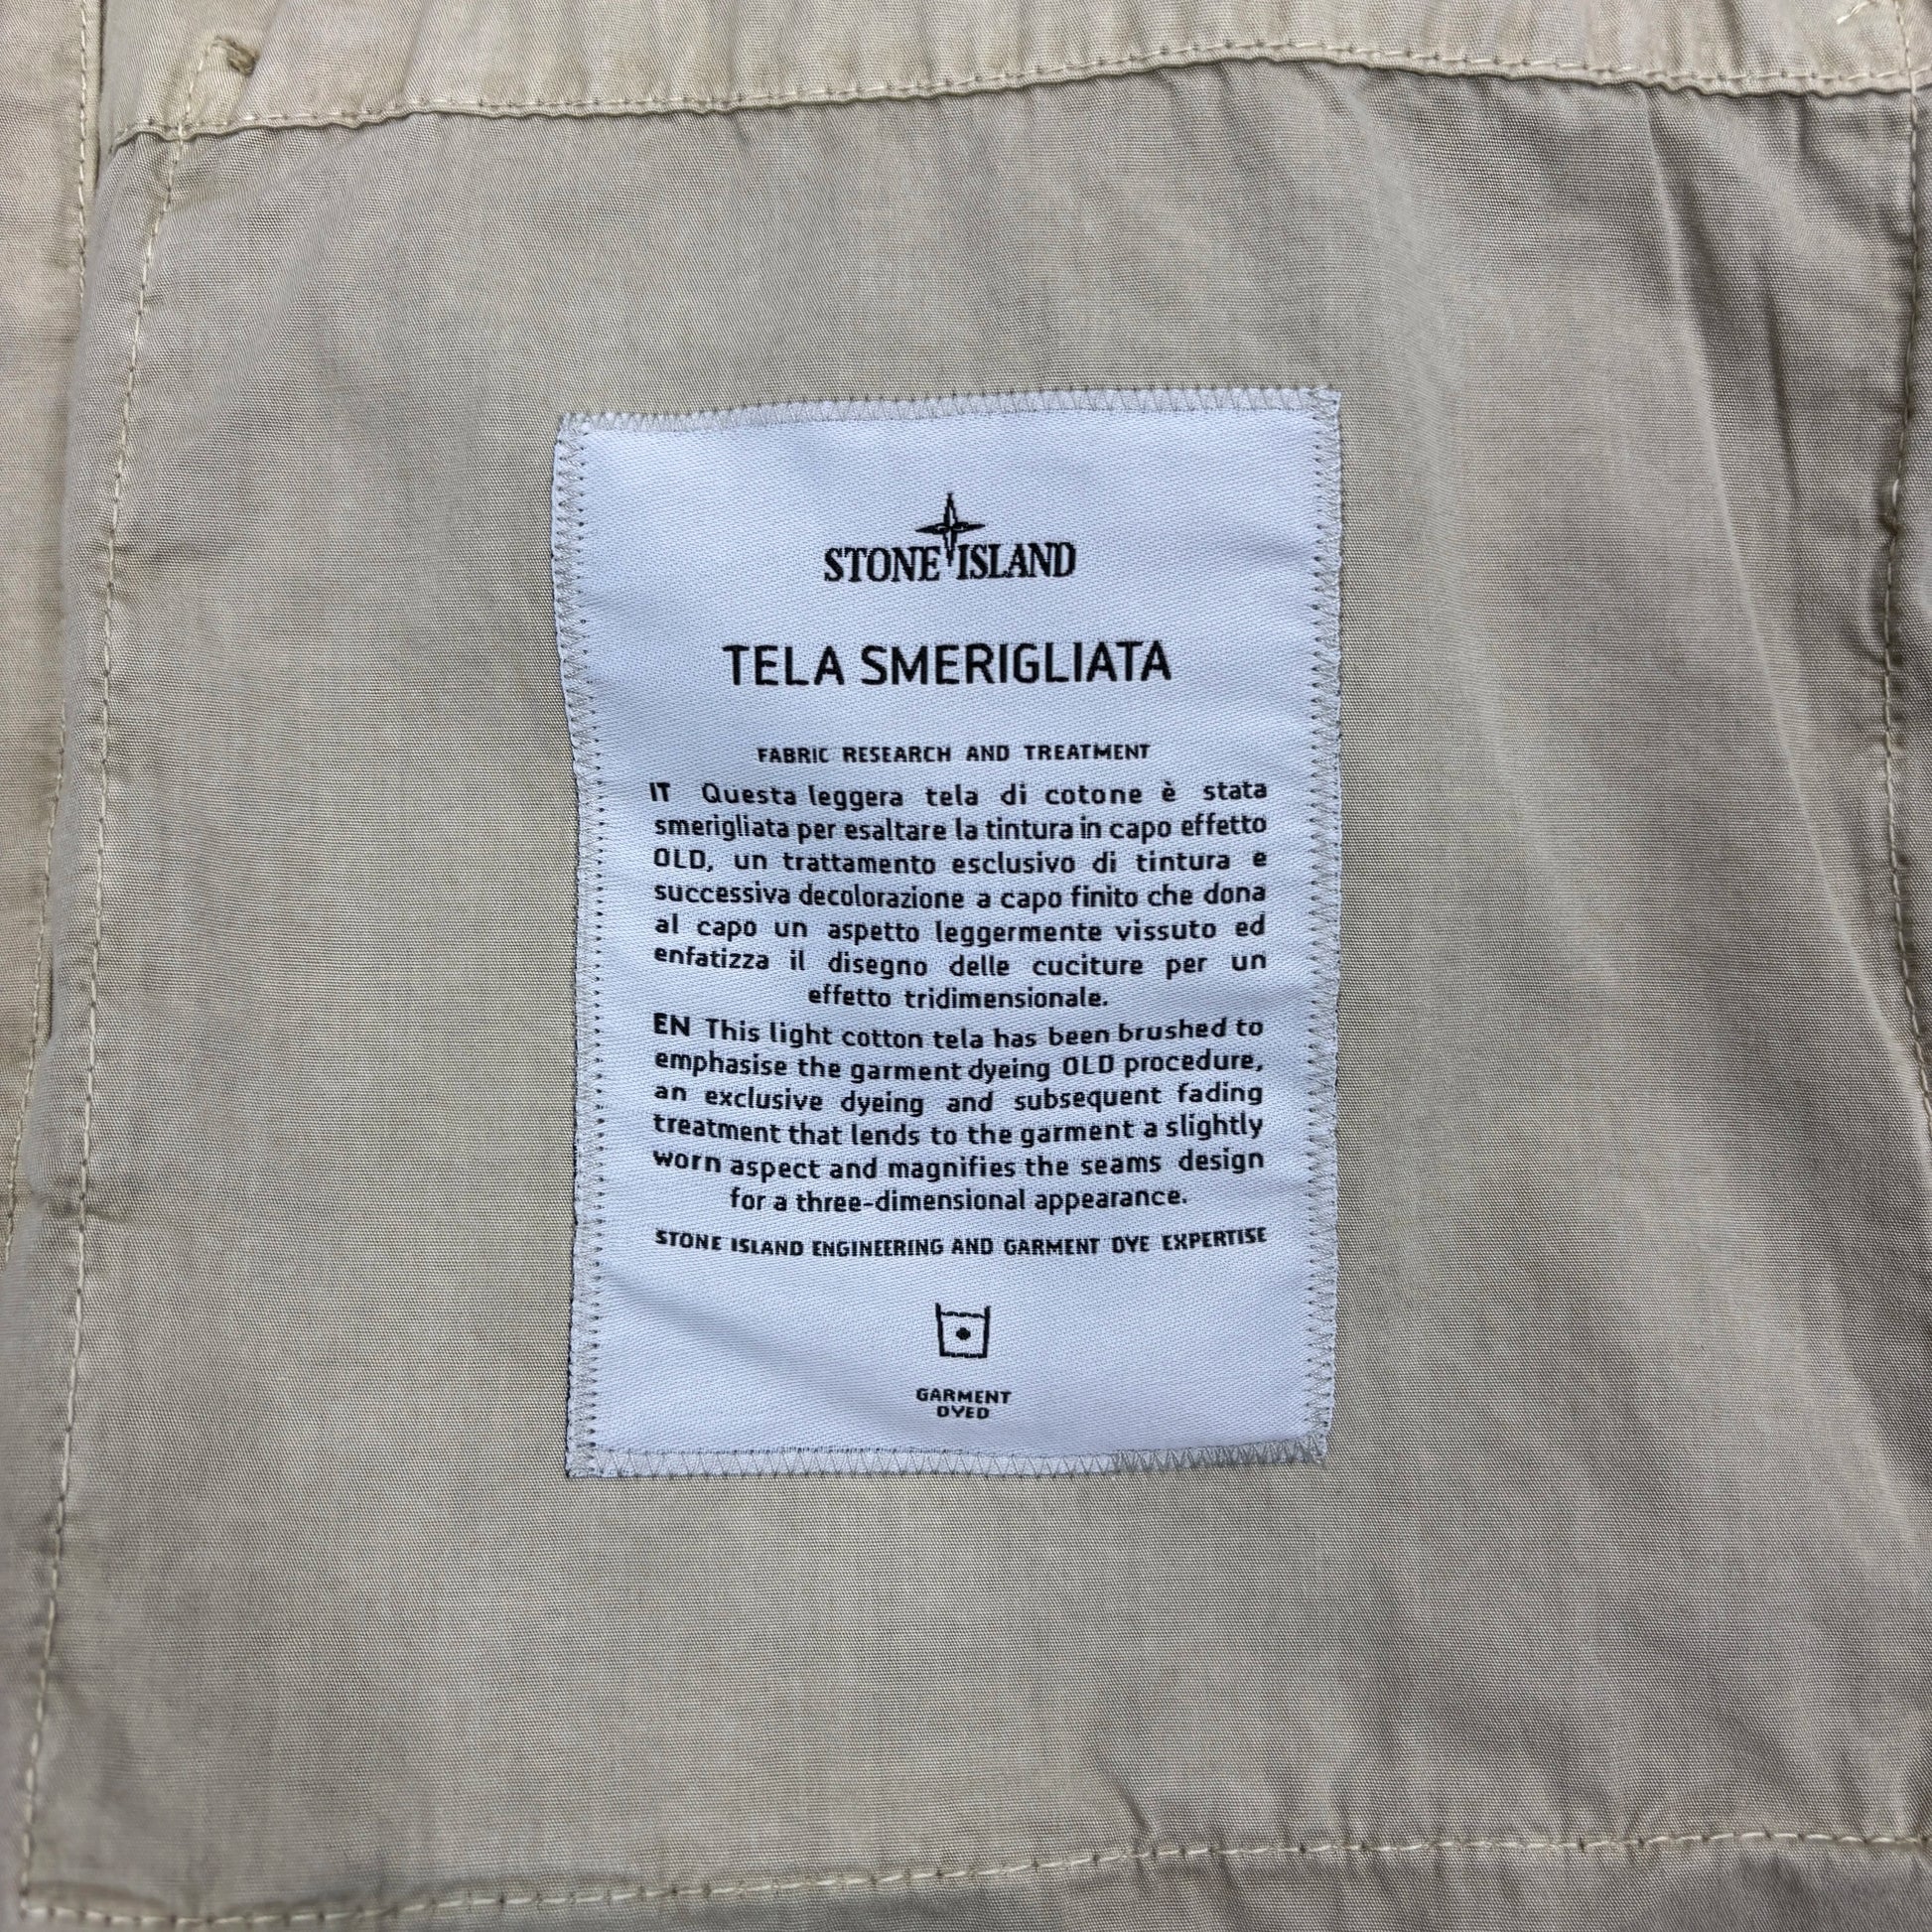 STONE ISLAND
TELA SMERIGLIATA
FABRIC RESEARCH AND TREATMENT
IT Questa leggera tela di cotone è stata
smerigliata per esaltare la tintura in capo effetto
OLD, un trattamento esclusivo di tintura e
successiva decolorazione a capo finito che dona
al capo un aspetto leggermente vissuto ed
enfatizza il disegno delle cuciture per un
effetto tridimensionale.
EN This light cotton tela has been brushed to
emphasise the garment dyeing OLD procedure,
an exclusive dyeing and subsequent fading
treatment that lends to the garment a slightly
worn aspect and magnifies the seams design
for a three-dimensional appearance.
STONE ISLAND ENGINEERING AND GARMENT DYE EXPERTISE
GARMENT
DYED